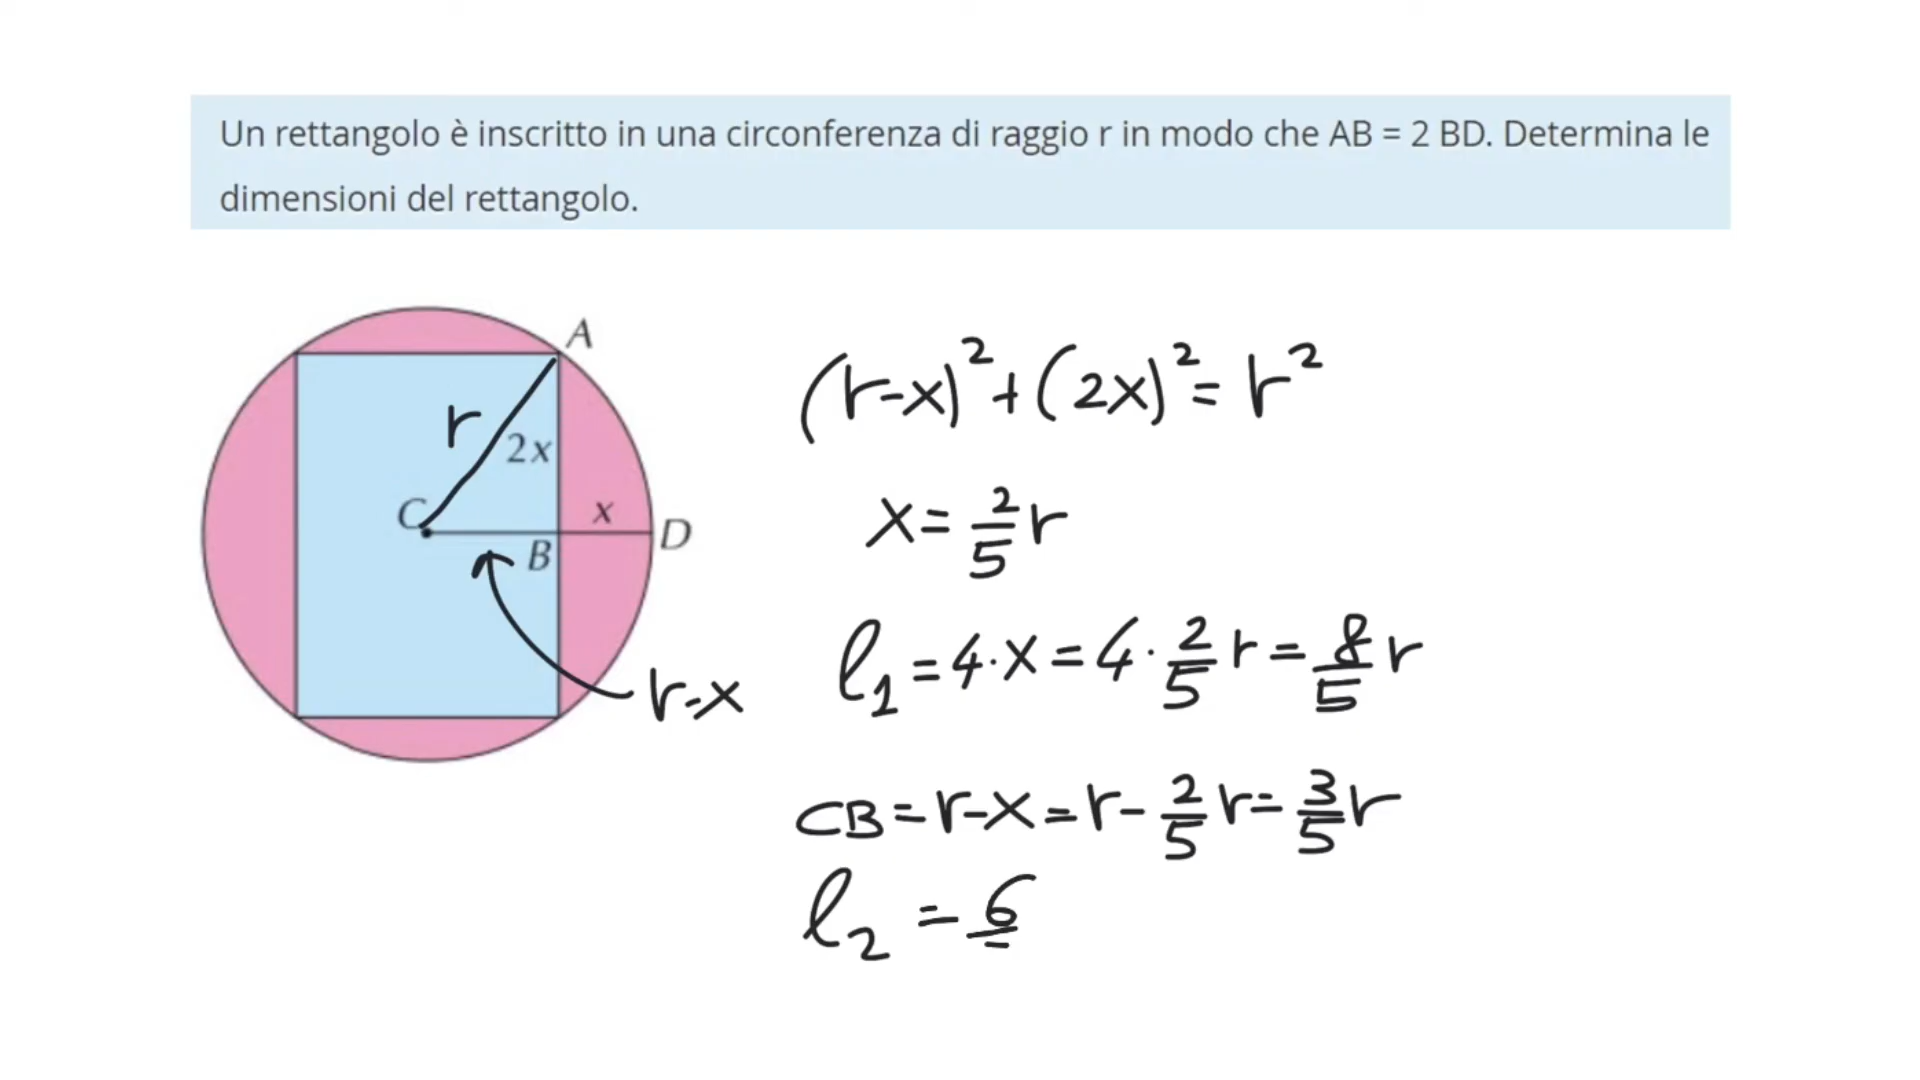 Un rettangolo è inscritto in una circonferenza di raggio r in modo che AB = 2 BD. Determina le
dimensioni del rettangolo.
A
r
2x
C
x
B
D
r-x
(r-x)²+(2x)²=r²
x=2/5 r
l₁=4·x=4·2/5 r=8/5 r
CB=r-x=r-2/5 r=3/5 r
l₂=6